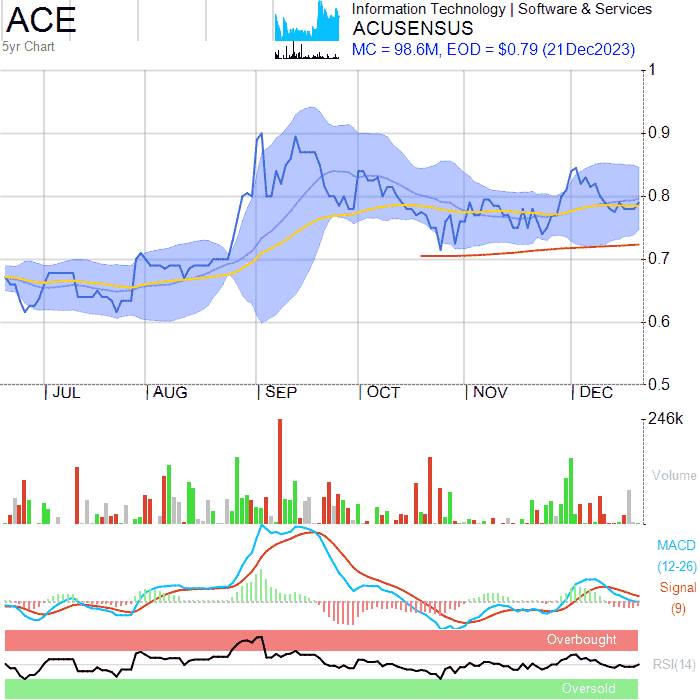 ACE
5yr Chart
Information Technology | Software & Services
ACUSENSUS
MC = 98.6M, EOD = $0.79 (21Dec2023)
1
0.9
0.8
0.7
0.6
0.5
JUL AUG SEP OCT NOV DEC
246k
Volume
MACD
(12-26)
Signal
(9)
Overbought
RSI(14)
Oversold